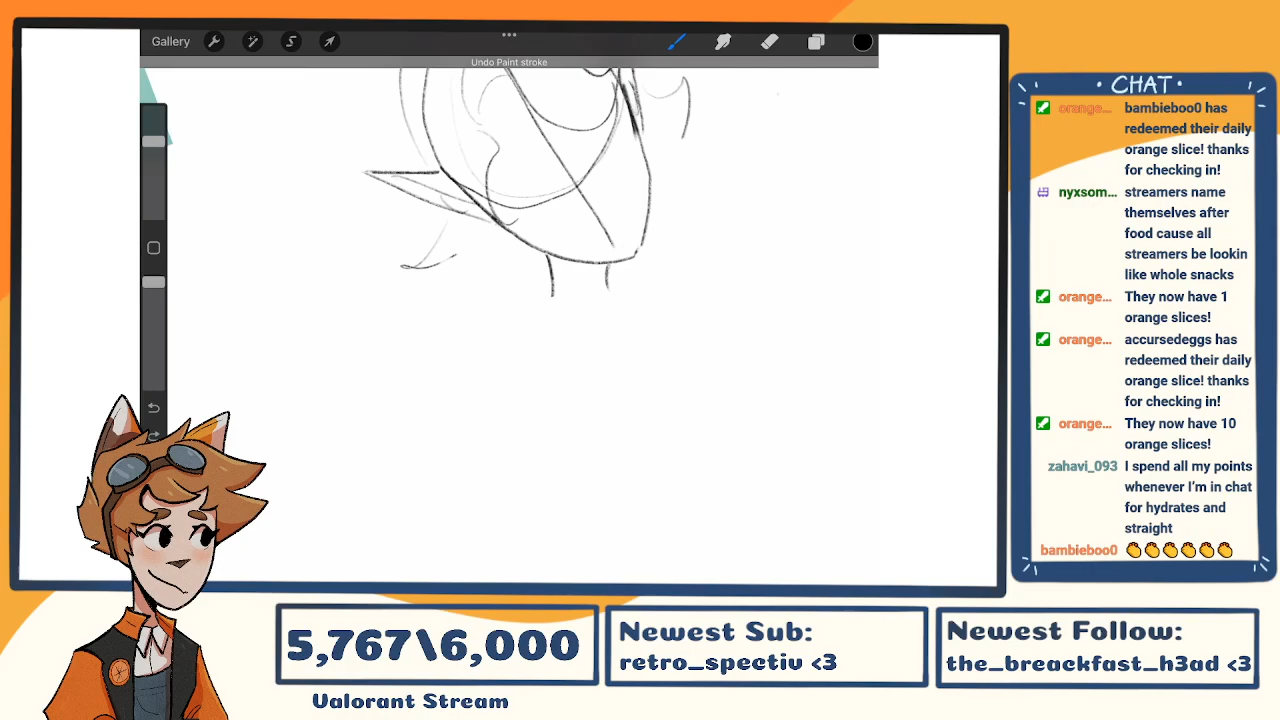 Gallery
Undo Paint stroke
• CHAT •
orange... bambieboo0 has
redeemed their daily
orange slice! thanks
for checking in!
nyxsom... streamers name
themselves after
food cause all
streamers be lookin
like whole snacks
orange... They now have 1
orange slices!
orange... accursedeggs has
redeemed their daily
orange slice! thanks
for checking in!
orange... They now have 10
orange slices!
zahavi_093 I spend all my points
whenever I'm in chat
for hydrates and
straight
bambieboo0 👏👏👏👏👏👏
5,767\6,000
Valorant Stream
Newest Sub:
retro_spectiv <3
Newest Follow:
the_breackfast_h3ad <3